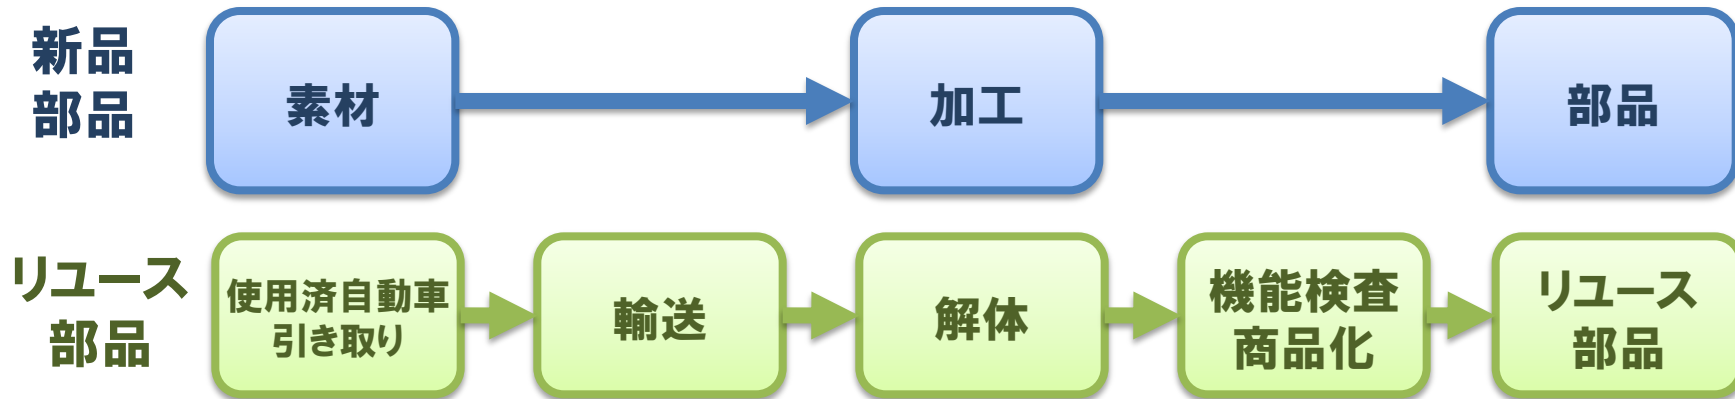 新品
部品
素材
加工
部品
リユース
部品
使用済自動車
引き取り
輸送
解体
機能検査
商品化
リユース
部品